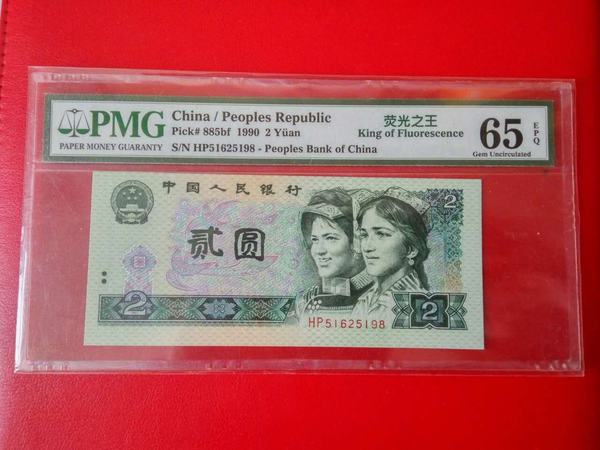 PMG
PAPER MONEY GUARANTY
China / Peoples Republic
Pick# 885bf 1990 2 Yüan
S/N HP51625198 - Peoples Bank of China
荧光之王
King of Fluorescence
65
EPQ
Gem Uncirculated
中国人民银行
2
贰圆
2
HP51625198
2